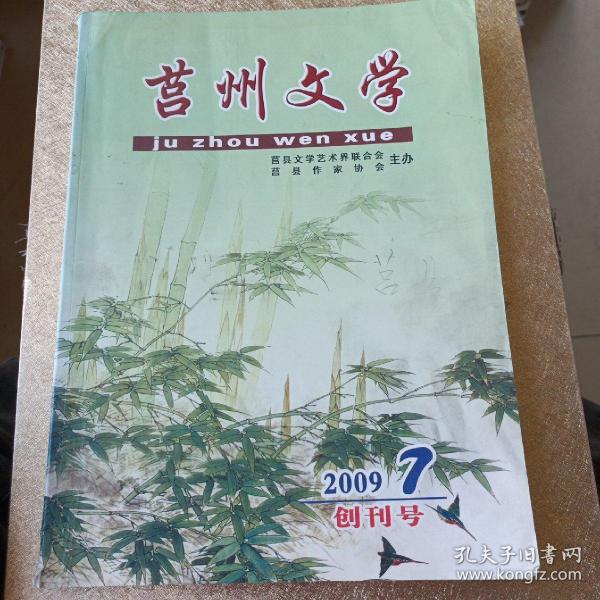 莒州文学
ju zhou wen xue
莒县文学艺术界联合会
莒县作家协会
主办
莒
2009 7
创刊号
孔夫子旧书网
www.kongfz.com